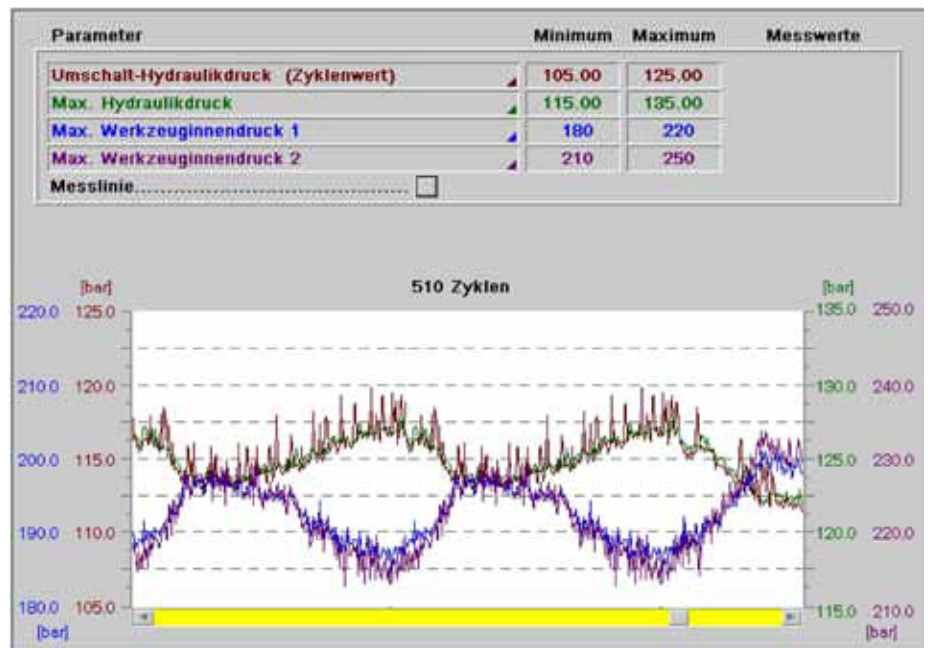 Parameter Minimum Maximum Messwerte
Umschalt-Hydraulikdruck (Zyklenwert) 105.00 125.00
Max. Hydraulikdruck 115.00 135.00
Max. Werkzeuginnendruck 1 180 220
Max. Werkzeuginnendruck 2 210 250
Messlinie........................................
[bar] 510 Zyklen [bar]
220.0 125.0 135.0 250.0
210.0 120.0 130.0 240.0
200.0 115.0 125.0 230.0
190.0 110.0 120.0 220.0
180.0 105.0 115.0 210.0
[bar] [bar]